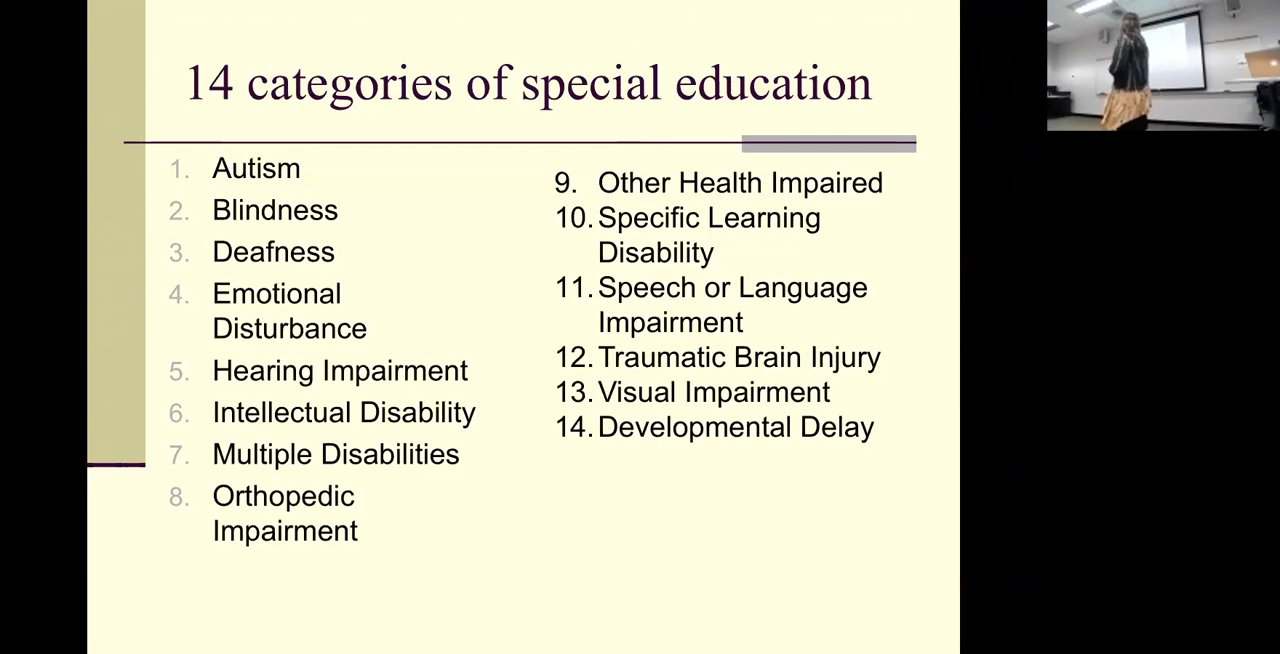 14 categories of special education
1. Autism
2. Blindness
3. Deafness
4. Emotional
Disturbance
5. Hearing Impairment
6. Intellectual Disability
7. Multiple Disabilities
8. Orthopedic
Impairment
9. Other Health Impaired
10. Specific Learning
Disability
11. Speech or Language
Impairment
12. Traumatic Brain Injury
13. Visual Impairment
14. Developmental Delay